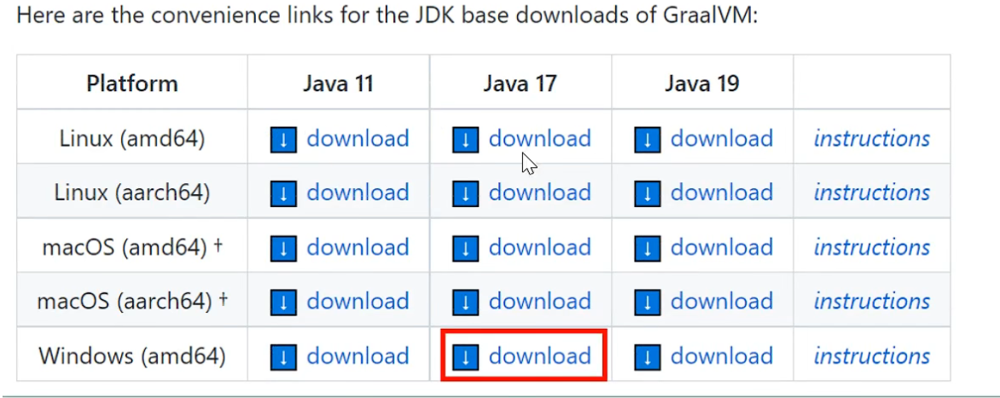 Here are the convenience links for the JDK base downloads of GraalVM:
Platform Java 11 Java 17 Java 19
Linux (amd64) ↓ download ↓ download ↓ download instructions
Linux (aarch64) ↓ download ↓ download ↓ download instructions
macOS (amd64) † ↓ download ↓ download ↓ download instructions
macOS (aarch64) † ↓ download ↓ download ↓ download instructions
Windows (amd64) ↓ download ↓ download ↓ download instructions